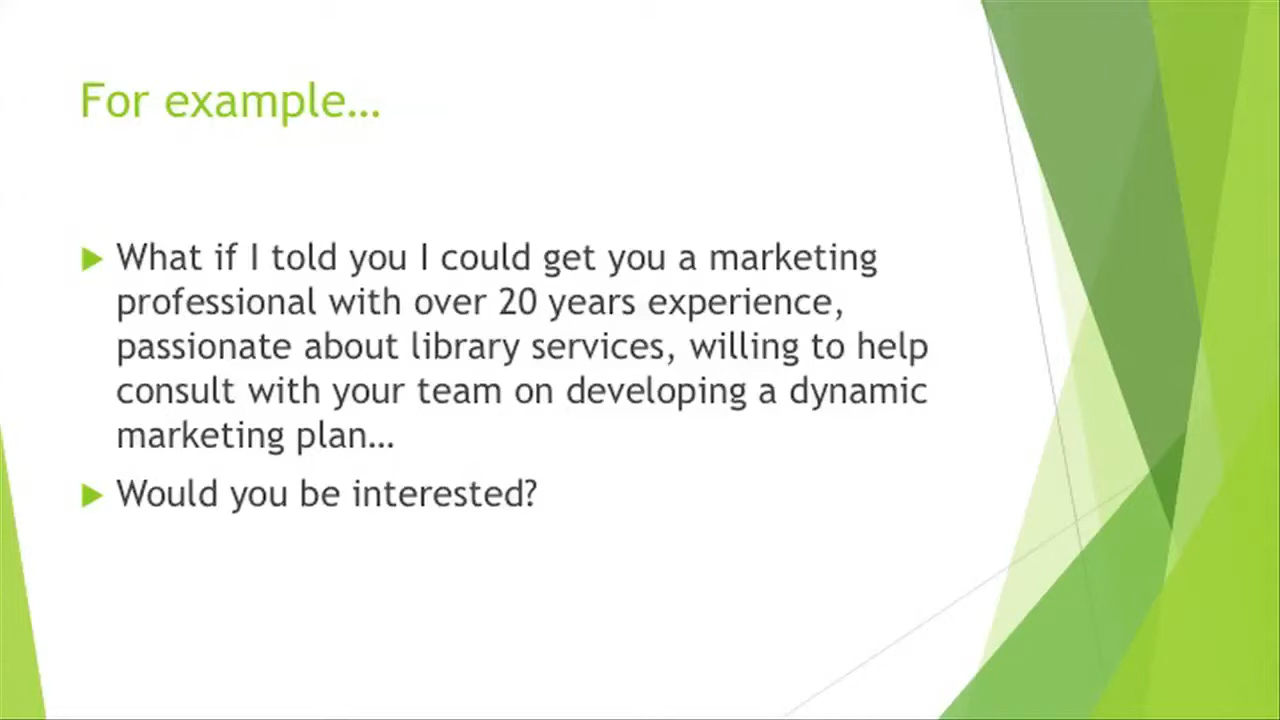 For example…
What if I told you I could get you a marketing
professional with over 20 years experience,
passionate about library services, willing to help
consult with your team on developing a dynamic
marketing plan…
Would you be interested?